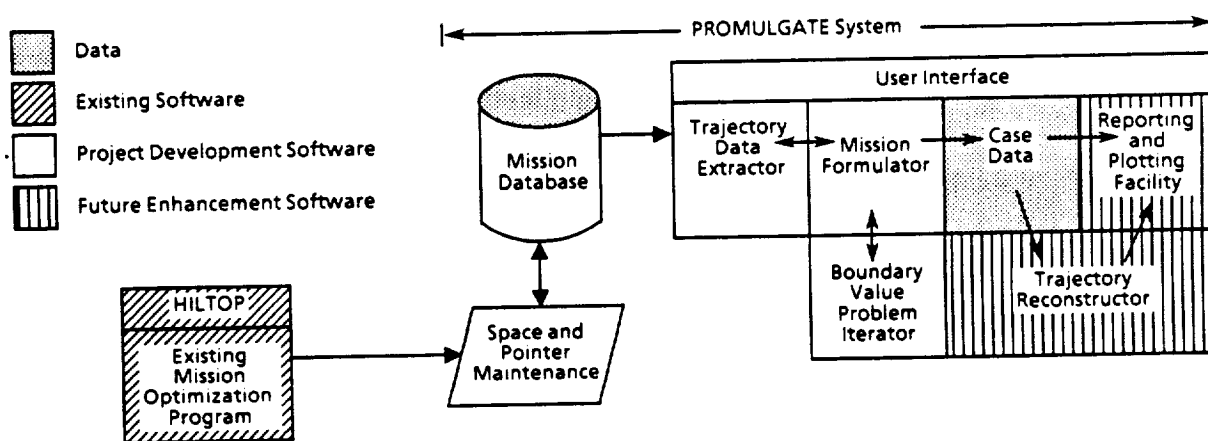 PROMULGATE System
Data
Existing Software
Project Development Software
Future Enhancement Software
User Interface
Mission
Database
Trajectory
Data
Extractor
Mission
Formulator
Case
Data
Reporting
and
Plotting
Facility
Boundary
Value
Problem
Iterator
Trajectory
Reconstructor
HILTOP
Existing
Mission
Optimization
Program
Space and
Pointer
Maintenance